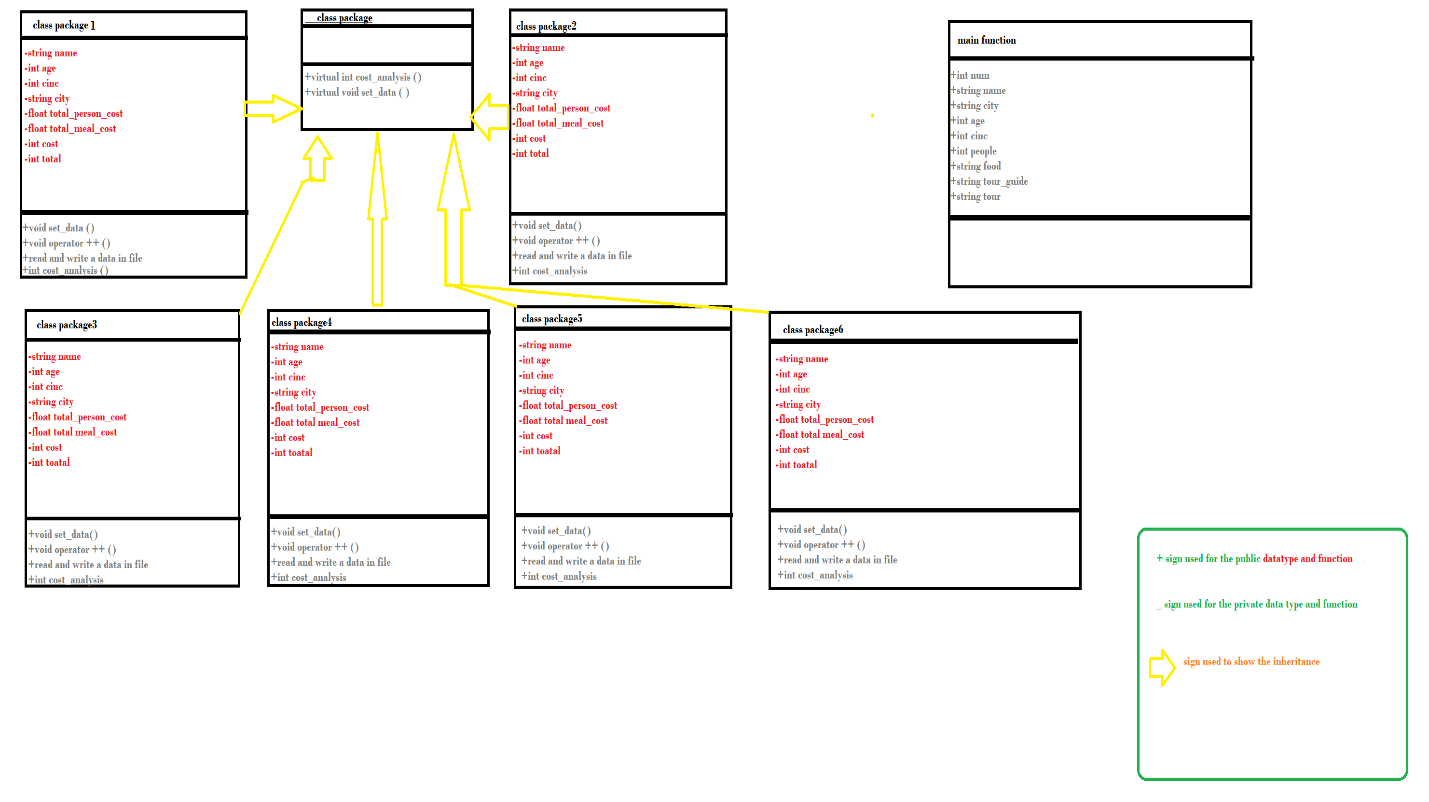 class package 1
-string name
-int age
-int cinc
-string city
-float total_person_cost
-float total_meal_cost
-int cost
-int total
+void set_data ()
+void operator ++ ()
+read and write a data in file
+int cost_analysis ()
__class package
+virtual int cost_analysis ()
+virtual void set_data ( )
class package2
-string name
-int age
-int cinc
-string city
-float total_person_cost
-float total_meal_cost
-int cost
-int total
+void set_data()
+void operator ++ ()
+read and write a data in file
+int cost_analysis
main function
+int num
+string name
+string city
+int age
+int cinc
+int people
+string food
+string tour_guide
+string tour
class package3
-string name
-int age
-int cinc
-string city
-float total_person_cost
-float total meal_cost
-int cost
-int toatal
+void set_data()
+void operator ++ ()
+read and write a data in file
+int cost_analysis
class package4
-string name
-int age
-int cinc
-string city
-float total_person_cost
-float total meal_cost
-int cost
-int toatal
+void set_data()
+void operator ++ ()
+read and write a data in file
+int cost_analysis
class package5
-string name
-int age
-int cinc
-string city
-float total_person_cost
-float total meal_cost
-int cost
-int toatal
+void set_data()
+void operator ++ ()
+read and write a data in file
+int cost_analysis
class package6
-string name
-int age
-int cinc
-string city
-float total_person_cost
-float total meal_cost
-int cost
-int toatal
+void set_data()
+void operator ++ ()
+read and write a data in file
+int cost_analysis
+ sign used for the public datatype and function
_ sign used for the private data type and function
sign used to show the inheritance